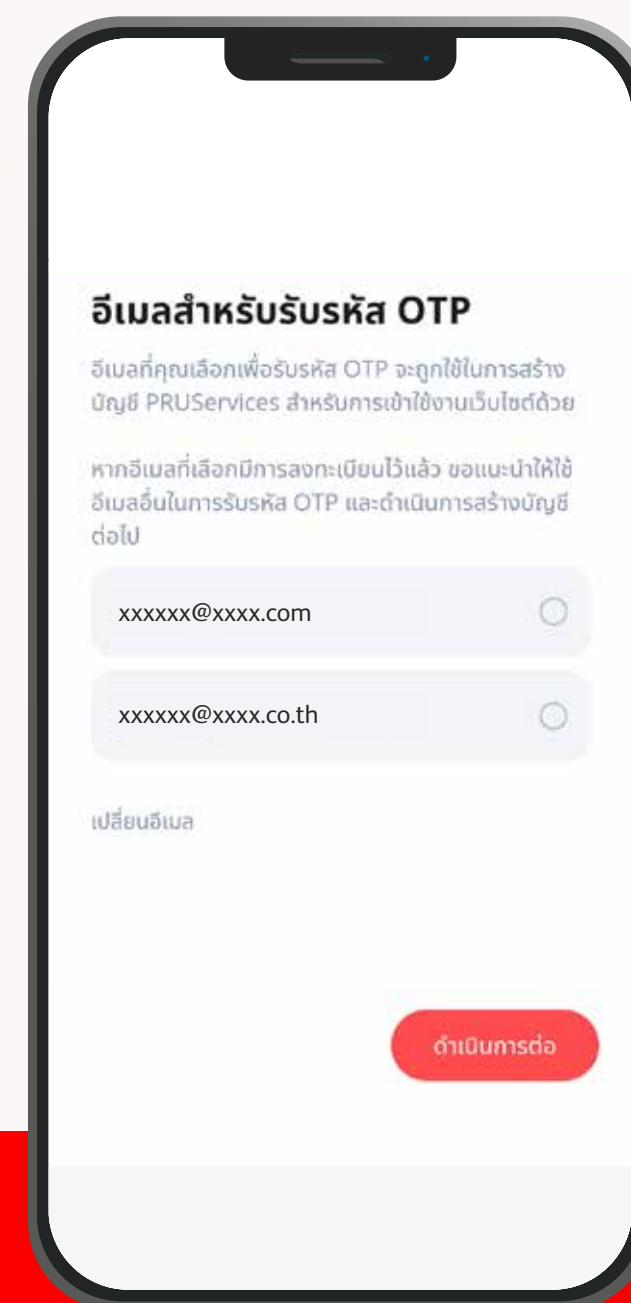 อีเมลสำหรับรับรหัส OTP
อีเมลที่คุณเลือกเพื่อรับรหัส OTP จะถูกใช้ในการสร้าง
บัญชี PRUServices สำหรับการเข้าใช้งานเว็บไซต์ด้วย
หากอีเมลที่เลือกมีการลงทะเบียนไว้แล้ว ขอแนะนำให้ใช้
อีเมลอื่นในการรับรหัส OTP และดำเนินการสร้างบัญชี
ต่อไป
xxxxxx@xxxx.com
xxxxxx@xxxx.co.th
เปลี่ยนอีเมล
ดำเนินการต่อ